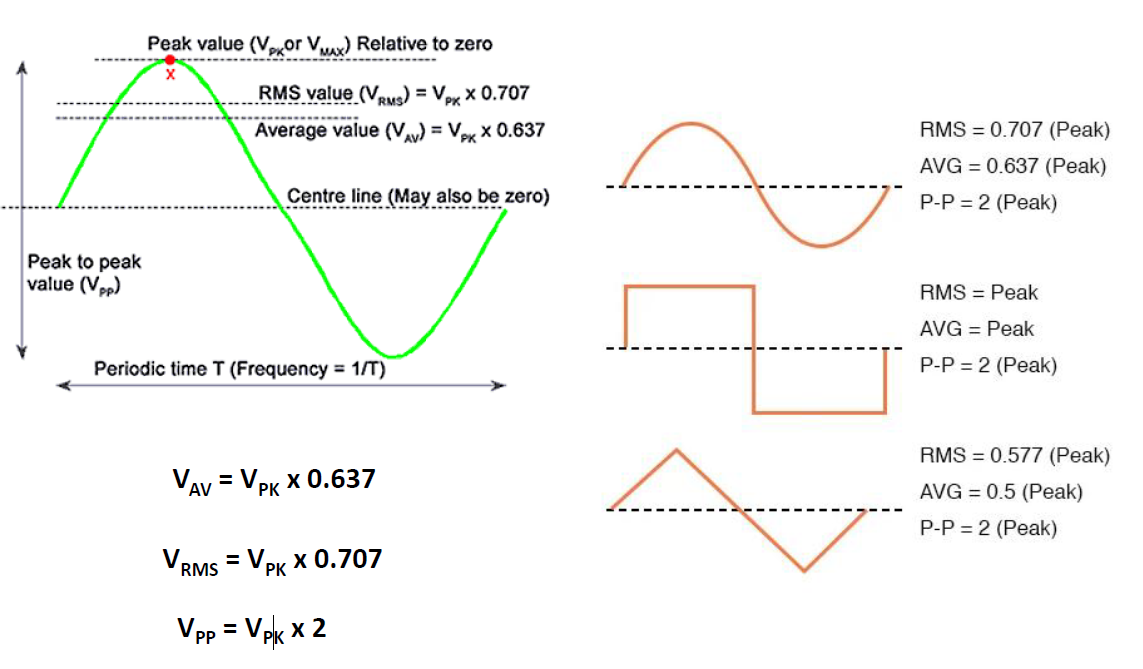 Peak value (VPK or VMAX) Relative to zero
X
RMS value (VRMS) = VPK x 0.707
Average value (VAV) = VPK x 0.637
Centre line (May also be zero)
Peak to peak
value (VPP)
Periodic time T (Frequency = 1/T)
VAV = VPK x 0.637
VRMS = VPK x 0.707
VPP = VPK x 2
RMS = 0.707 (Peak)
AVG = 0.637 (Peak)
P-P = 2 (Peak)
RMS = Peak
AVG = Peak
P-P = 2 (Peak)
RMS = 0.577 (Peak)
AVG = 0.5 (Peak)
P-P = 2 (Peak)